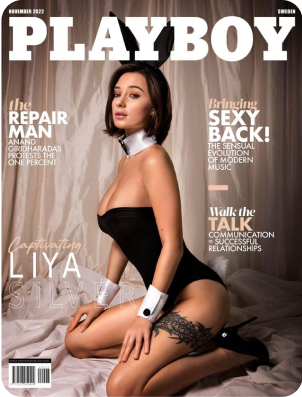 NOVEMBER 2022
SWEDEN
PLAYBOY
the
REPAIR
MAN
ANAND
GIRIDHARADAS
PROTESTS THE
ONE PERCENT
Bringing
SEXY
BACK!
THE SENSUAL
EVOLUTION
OF MODERN
MUSIC
Walk the
TALK
COMMUNICATION
= SUCCESSFUL
RELATIONSHIPS
Captivating
LIYA
SILVER